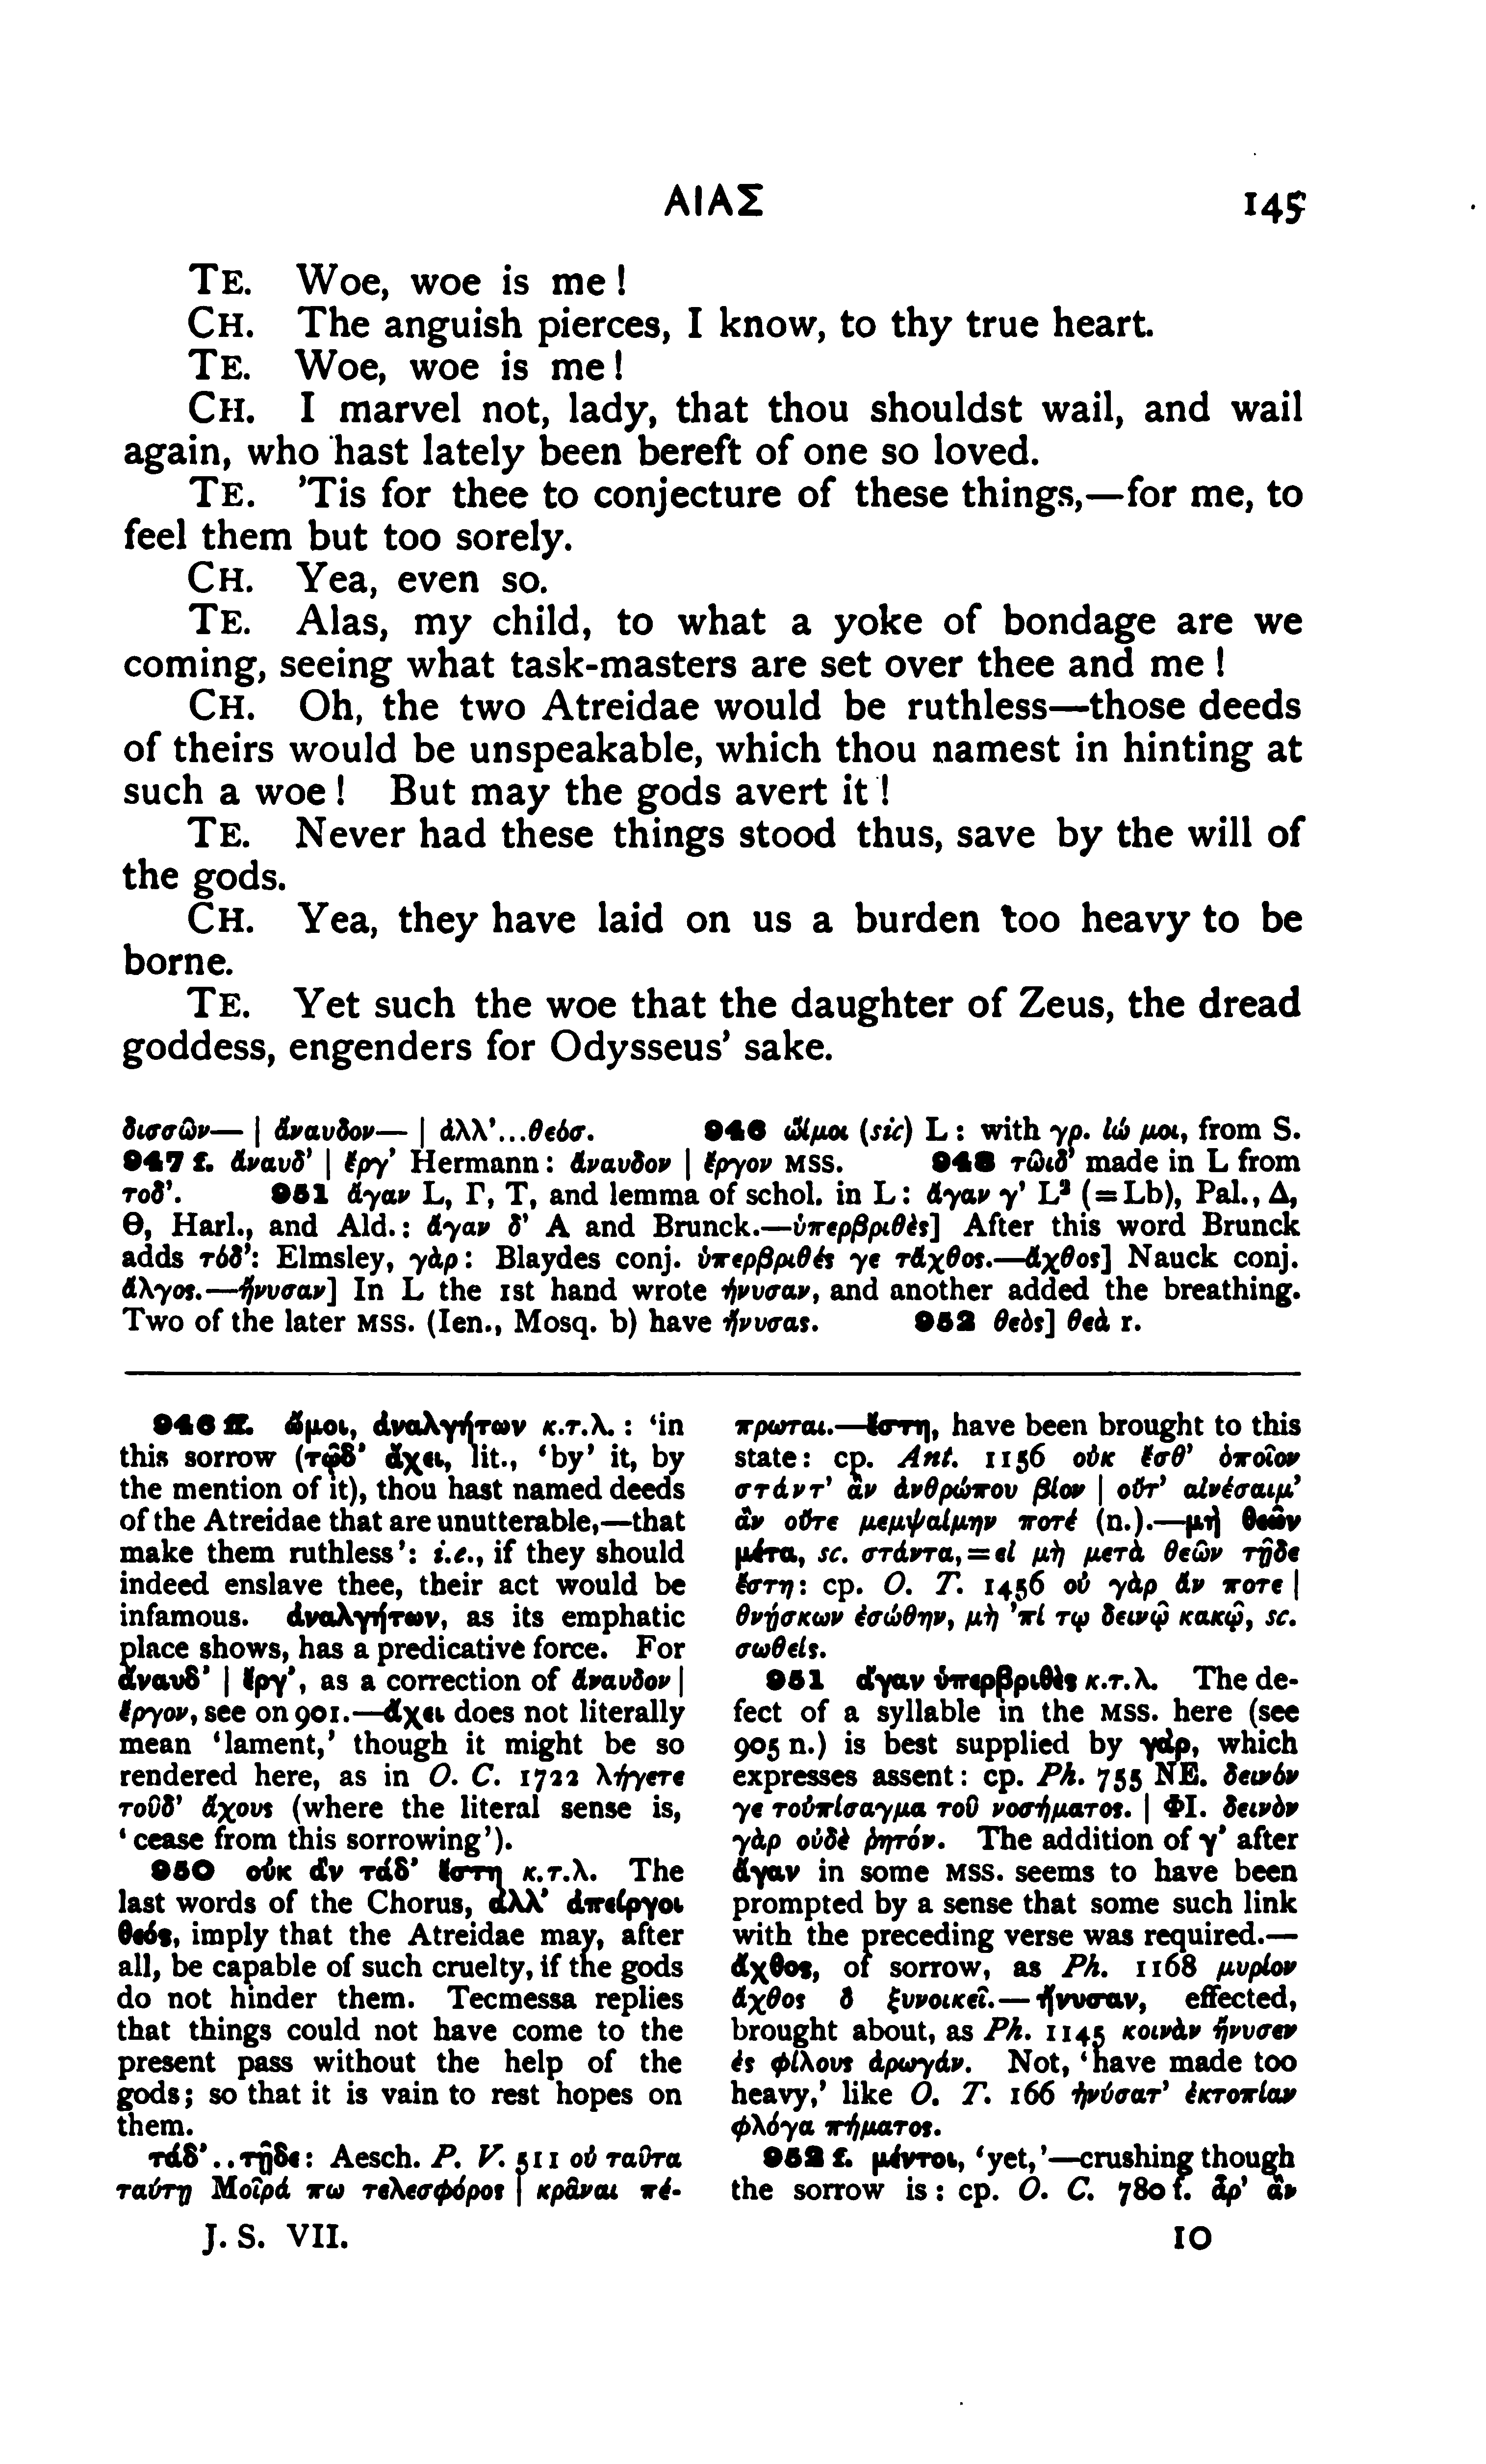 ΑΙΑΣ 145
TE. Woe, woe is me!
CH. The anguish pierces, I know, to thy true heart.
TE. Woe, woe is me!
CH. I marvel not, lady, that thou shouldst wail, and wail
again, who hast lately been bereft of one so loved.
TE. 'Tis for thee to conjecture of these things,—for me, to
feel them but too sorely.
CH. Yea, even so.
TE. Alas, my child, to what a yoke of bondage are we
coming, seeing what task-masters are set over thee and me!
CH. Oh, the two Atreidae would be ruthless—those deeds
of theirs would be unspeakable, which thou namest in hinting at
such a woe! But may the gods avert it!
TE. Never had these things stood thus, save by the will of
the gods.
CH. Yea, they have laid on us a burden too heavy to be
borne.
TE. Yet such the woe that the daughter of Zeus, the dread
goddess, engenders for Odysseus' sake.
δισσῶν— | ἄναυδον— | ἀλλ'...θεόσ. 946 ὤίμοι (sic) L: with γρ. ἰώ μοι, from S.
947 f. ἄναυδ' | ἔργ' Hermann: ἄναυδον | ἔργον MSS. 948 τῶιδ' made in L from
τοδ'. 951 ἄγαν L, Γ, T, and lemma of schol. in L: ἄγαν γ' L² (=Lb), Pal., Δ,
Θ, Harl., and Ald.: ἄγαν δ' A and Brunck.—ὑπερβριθὲς] After this word Brunck
adds τόδ': Elmsley, γὰρ: Blaydes conj. ὑπερβριθές γε τἄχθος.—ἄχθος] Nauck conj.
ἄλγος.—ἤνυσαν] In L the 1st hand wrote ἠνυσαν, and another added the breathing.
Two of the later MSS. (Ien., Mosq. b) have ἤνυσας. 952 θεὸς] θεὰ r.
946 ff. ὤμοι, ἀναλγήτων κ.τ.λ.: 'in
this sorrow (τῷδ' ἄχει, lit., 'by' it, by
the mention of it), thou hast named deeds
of the Atreidae that are unutterable,—that
make them ruthless': i.e., if they should
indeed enslave thee, their act would be
infamous. ἀναλγήτων, as its emphatic
place shows, has a predicative force. For
ἄναυδ' | ἔργ', as a correction of ἄναυδον |
ἔργον, see on 901.—ἄχει does not literally
mean 'lament,' though it might be so
rendered here, as in O. C. 1722 λήγετε
τοῦδ' ἄχους (where the literal sense is,
'cease from this sorrowing').
950 οὐκ ἂν τάδ' ἔστη κ.τ.λ. The
last words of the Chorus, ἀλλ' ἀπείργοι
θεός, imply that the Atreidae may, after
all, be capable of such cruelty, if the gods
do not hinder them. Tecmessa replies
that things could not have come to the
present pass without the help of the
gods; so that it is vain to rest hopes on
them.
τάδ'..τῇδε: Aesch. P. V. 511 οὐ ταῦτα
ταύτῃ Μοῖρά πω τελεσφόρος | κρᾶναι πέ-
πρωται.—ἔστη, have been brought to this
state: cp. Ant. 1156 οὐκ ἔσθ' ὁποῖον
στάντ' ἂν ἀνθρώπου βίον | οὔτ' αἰνέσαιμ'
ἂν οὔτε μεμψαίμην ποτέ (n.).—μὴ θεῶν
μέτα, sc. στάντα, = εἰ μὴ μετὰ θεῶν τῇδε
ἔστη: cp. O. T. 1456 οὐ γὰρ ἄν ποτε |
θνῄσκων ἐσώθην, μὴ 'πί τῳ δεινῷ κακῷ, sc.
σωθείς.
951 ἄγαν ὑπερβριθὲς κ.τ.λ. The de-
fect of a syllable in the MSS. here (see
905 n.) is best supplied by γὰρ, which
expresses assent: cp. Ph. 755 ΝΕ. δεινόν
γε τοὐπίσαγμα τοῦ νοσήματος. | ΦΙ. δεινὸν
γὰρ οὐδὲ ῥητόν. The addition of γ' after
ἄγαν in some MSS. seems to have been
prompted by a sense that some such link
with the preceding verse was required.—
ἄχθος, of sorrow, as Ph. 1168 μυρίον
ἄχθος ὃ ξυνοικεῖ.—ἤνυσαν, effected,
brought about, as Ph. 1145 κοινὰν ἤνυσεν
ἐς φίλους ἀρωγάν. Not, 'have made too
heavy,' like O. T. 166 ἠνύσατ' ἐκτοπίαν
φλόγα πήματος.
952 f. μέντοι, 'yet,'—crushing though
the sorrow is: cp. O. C. 780 f. ἆρ' ἂν
J. S. VII. 10